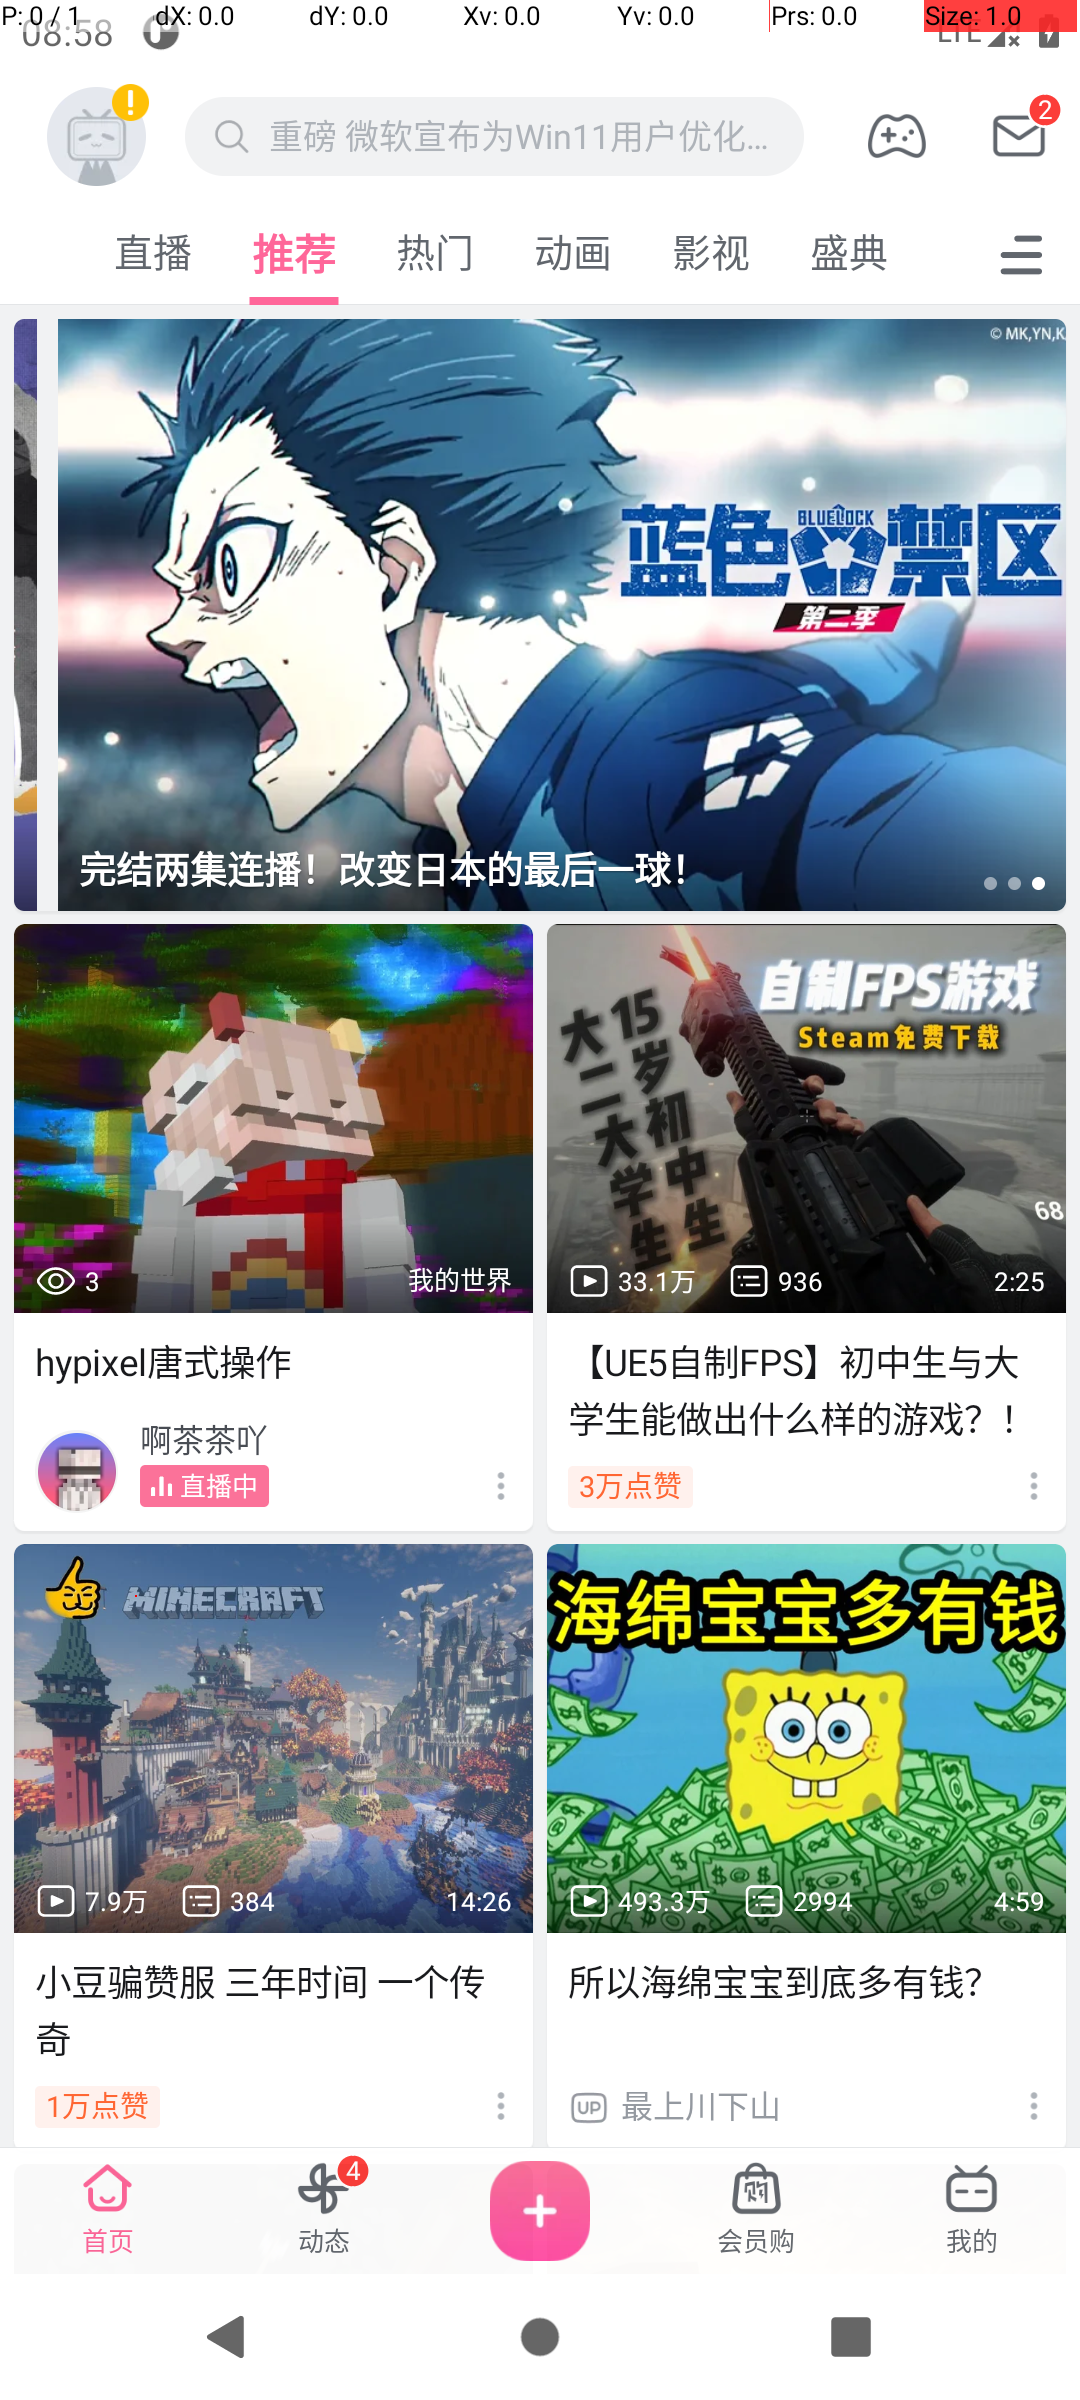 P: 0 / 1 dX: 0.0 dY: 0.0 Xv: 0.0 Yv: 0.0 Prs: 0.0 Size: 1.0
08:58 LTE
重磅 微软宣布为Win11用户优化...
2
直播 推荐 热门 动画 影视 盛典
© MK,YN,K
BLUELOCK
蓝色禁区
第二季
完结两集连播！改变日本的最后一球！
3 我的世界
hypixel唐式操作
啊茶茶吖
直播中
自制FPS游戏
Steam免费下载
15岁初中生
大二大学生
68
33.1万 936 2:25
【UE5自制FPS】初中生与大
学生能做出什么样的游戏？！
3万点赞
MINECRAFT
7.9万 384 14:26
小豆骗赞服 三年时间 一个传
奇
1万点赞
海绵宝宝多有钱
493.3万 2994 4:59
所以海绵宝宝到底多有钱？
UP 最上川下山
4
购
首页 动态 会员购 我的